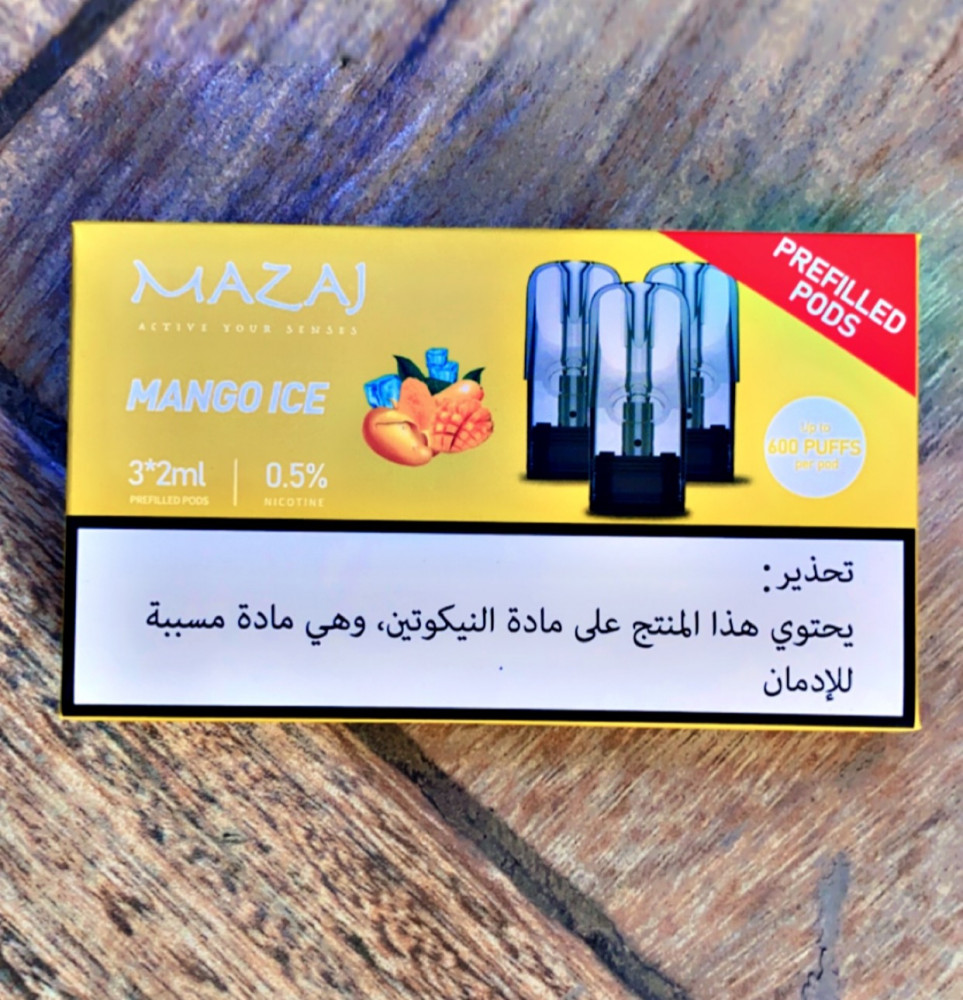 MAZAJ
ACTIVE YOUR SENSES
MANGO ICE
3*2ml
PREFILLED PODS
0.5%
NICOTINE
PREFILLED
PODS
Up to
600 PUFFS
per pod
تحذير:
يحتوي هذا المنتج على مادة النيكوتين، وهي مادة مسببة
للإدمان